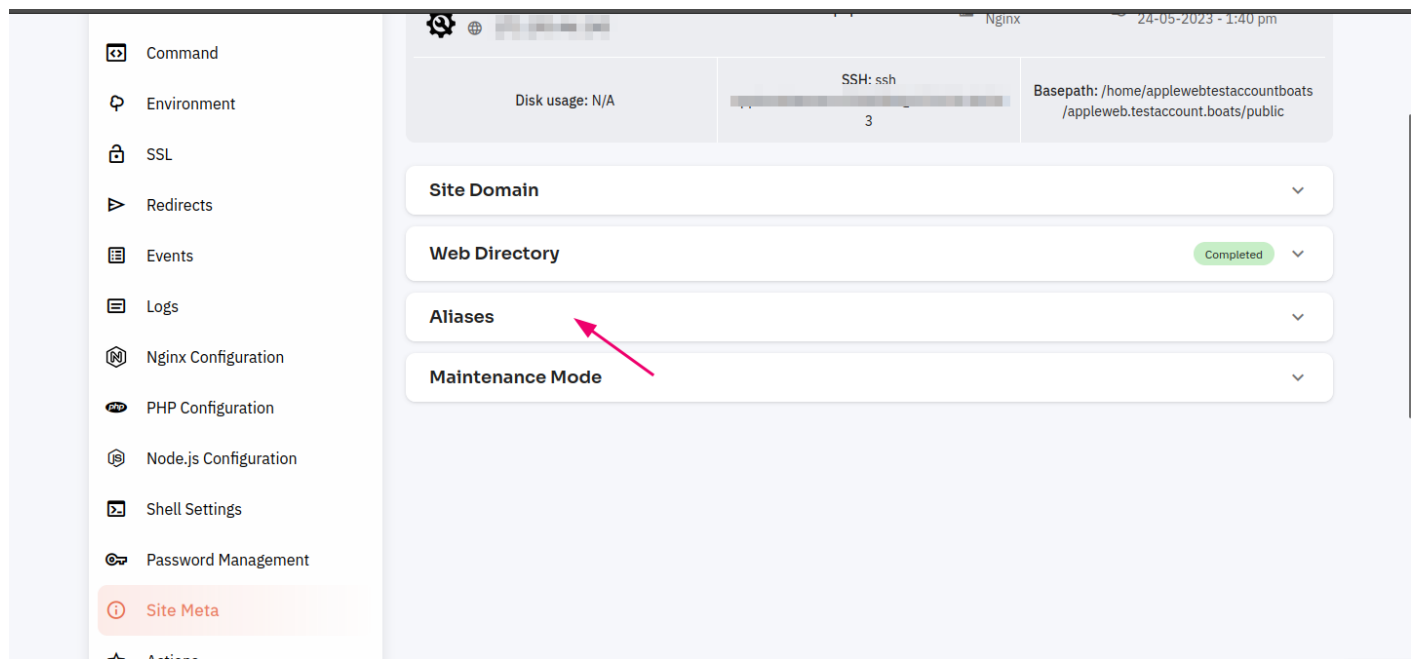 Command
Environment
SSL
Redirects
Events
Logs
Nginx Configuration
PHP Configuration
Node.js Configuration
Shell Settings
Password Management
Site Meta
Actions
Nginx
24-05-2023 - 1:40 pm
Disk usage: N/A
SSH: ssh
3
Basepath: /home/applewebtestaccountboats
/appleweb.testaccount.boats/public
Site Domain
Web Directory
Completed
Aliases
Maintenance Mode